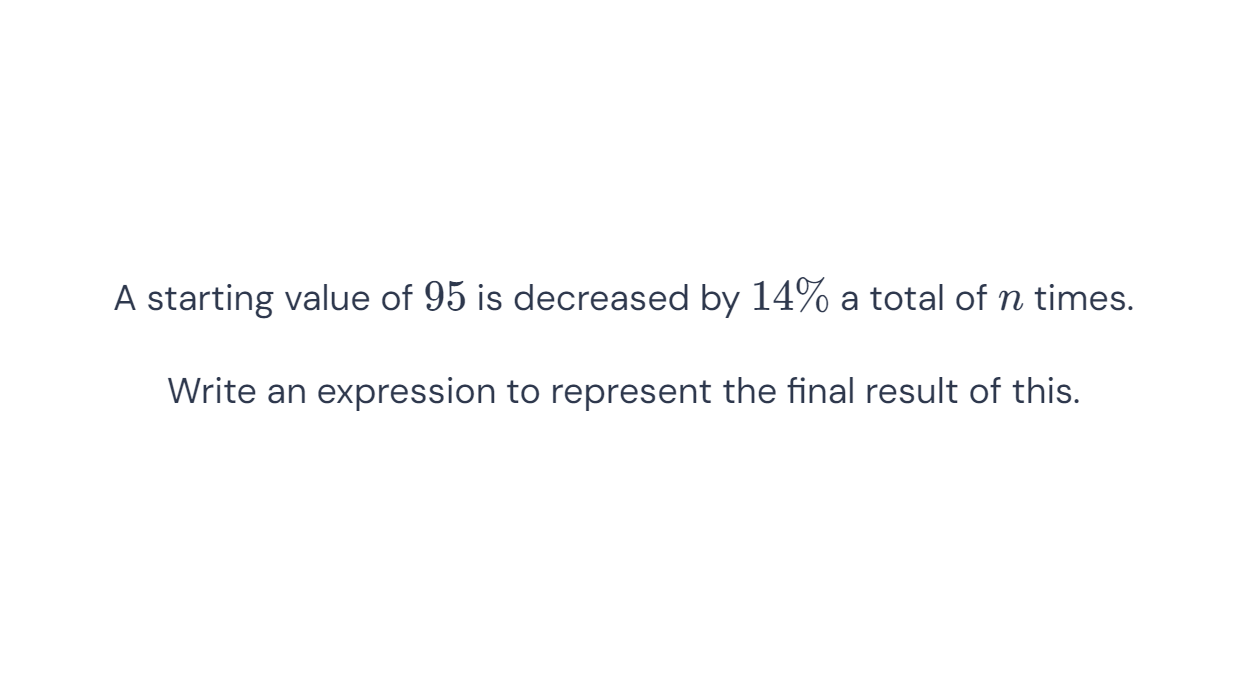 A starting value of 95 is decreased by 14% a total of n times.
Write an expression to represent the final result of this.